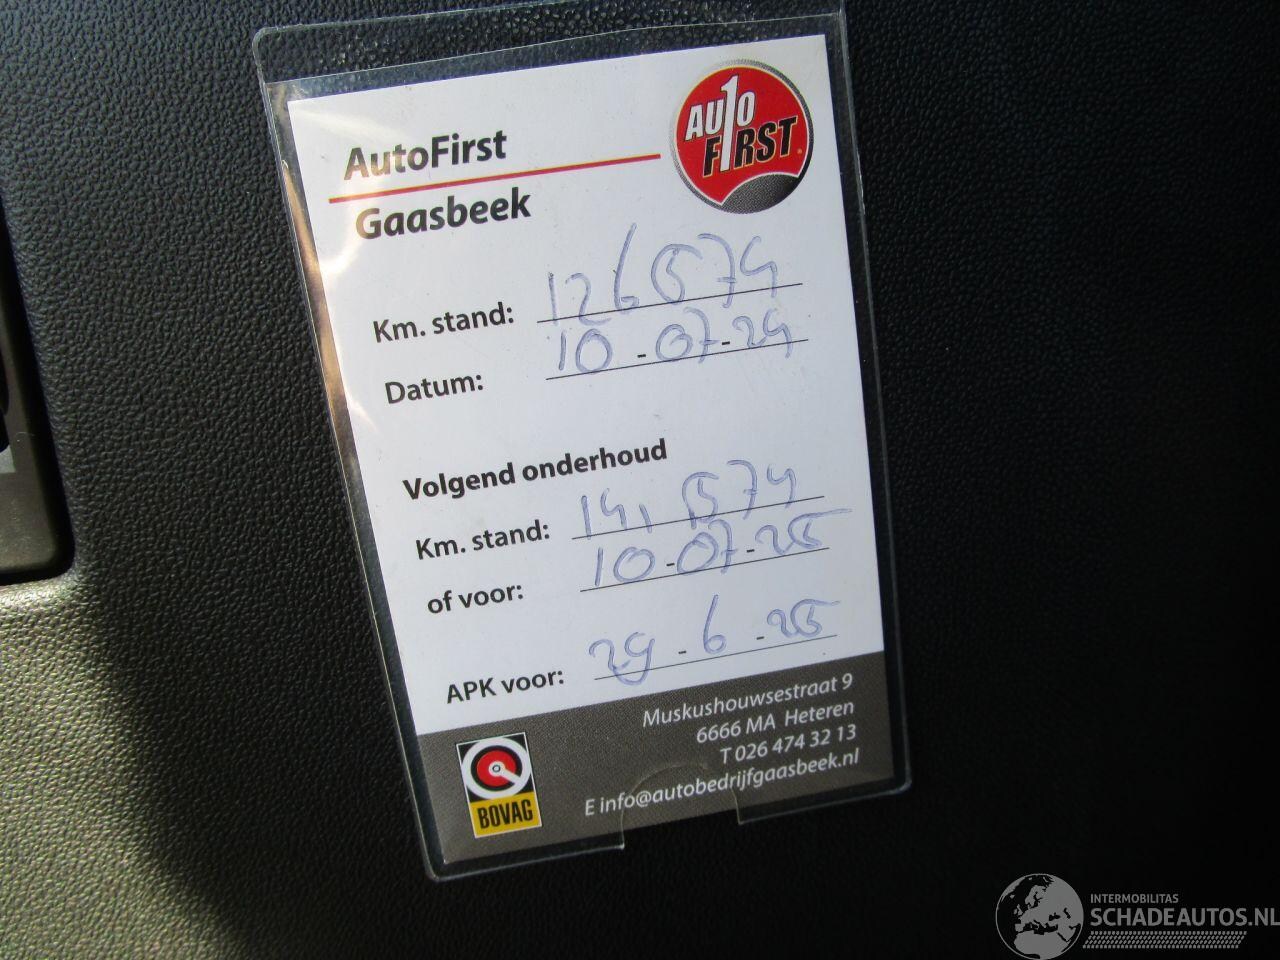 AutoFirst
Gaasbeek
AUTO
FIRST
Km. stand: 126574
Datum: 10-07-24
Volgend onderhoud
Km. stand: 141,574
of voor: 10-07-25
APK voor: 29-6-25
Muskushouwsestraat 9
6666 MA Heteren
T 026 474 32 13
E info@autobedrijfgaasbeek.nl
BOVAG
INTERMOBILITAS
SCHADEAUTOS.NL